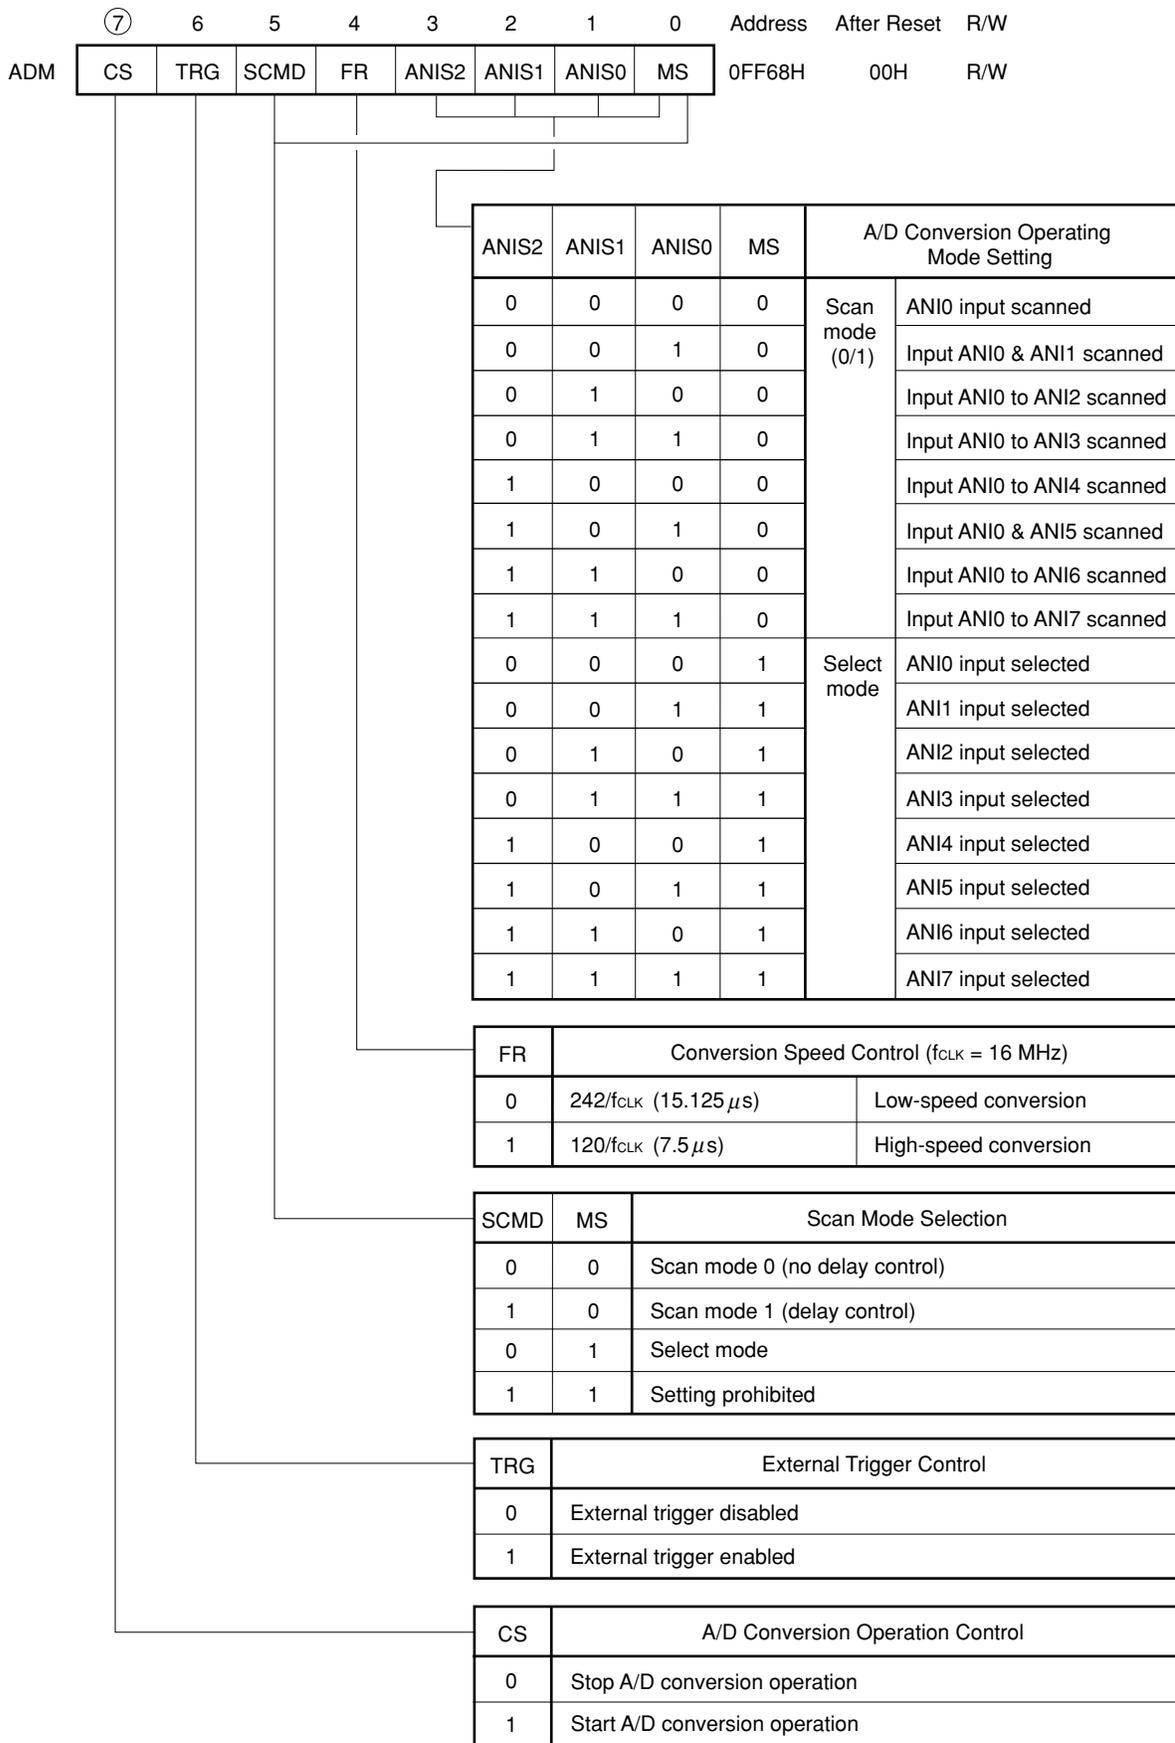 7 6 5 4 3 2 1 0 Address After Reset R/W
ADM CS TRG SCMD FR ANIS2 ANIS1 ANIS0 MS 0FF68H 00H R/W
ANIS2 ANIS1 ANIS0 MS A/D Conversion Operating
Mode Setting
0 0 0 0 Scan ANI0 input scanned
mode
0 0 1 0 (0/1) Input ANI0 & ANI1 scanned
0 1 0 0 Input ANI0 to ANI2 scanned
0 1 1 0 Input ANI0 to ANI3 scanned
1 0 0 0 Input ANI0 to ANI4 scanned
1 0 1 0 Input ANI0 & ANI5 scanned
1 1 0 0 Input ANI0 to ANI6 scanned
1 1 1 0 Input ANI0 to ANI7 scanned
0 0 0 1 Select ANI0 input selected
mode
0 0 1 1 ANI1 input selected
0 1 0 1 ANI2 input selected
0 1 1 1 ANI3 input selected
1 0 0 1 ANI4 input selected
1 0 1 1 ANI5 input selected
1 1 0 1 ANI6 input selected
1 1 1 1 ANI7 input selected
FR Conversion Speed Control (fCLK = 16 MHz)
0 242/fCLK (15.125 μs) Low-speed conversion
1 120/fCLK (7.5 μs) High-speed conversion
SCMD MS Scan Mode Selection
0 0 Scan mode 0 (no delay control)
1 0 Scan mode 1 (delay control)
0 1 Select mode
1 1 Setting prohibited
TRG External Trigger Control
0 External trigger disabled
1 External trigger enabled
CS A/D Conversion Operation Control
0 Stop A/D conversion operation
1 Start A/D conversion operation